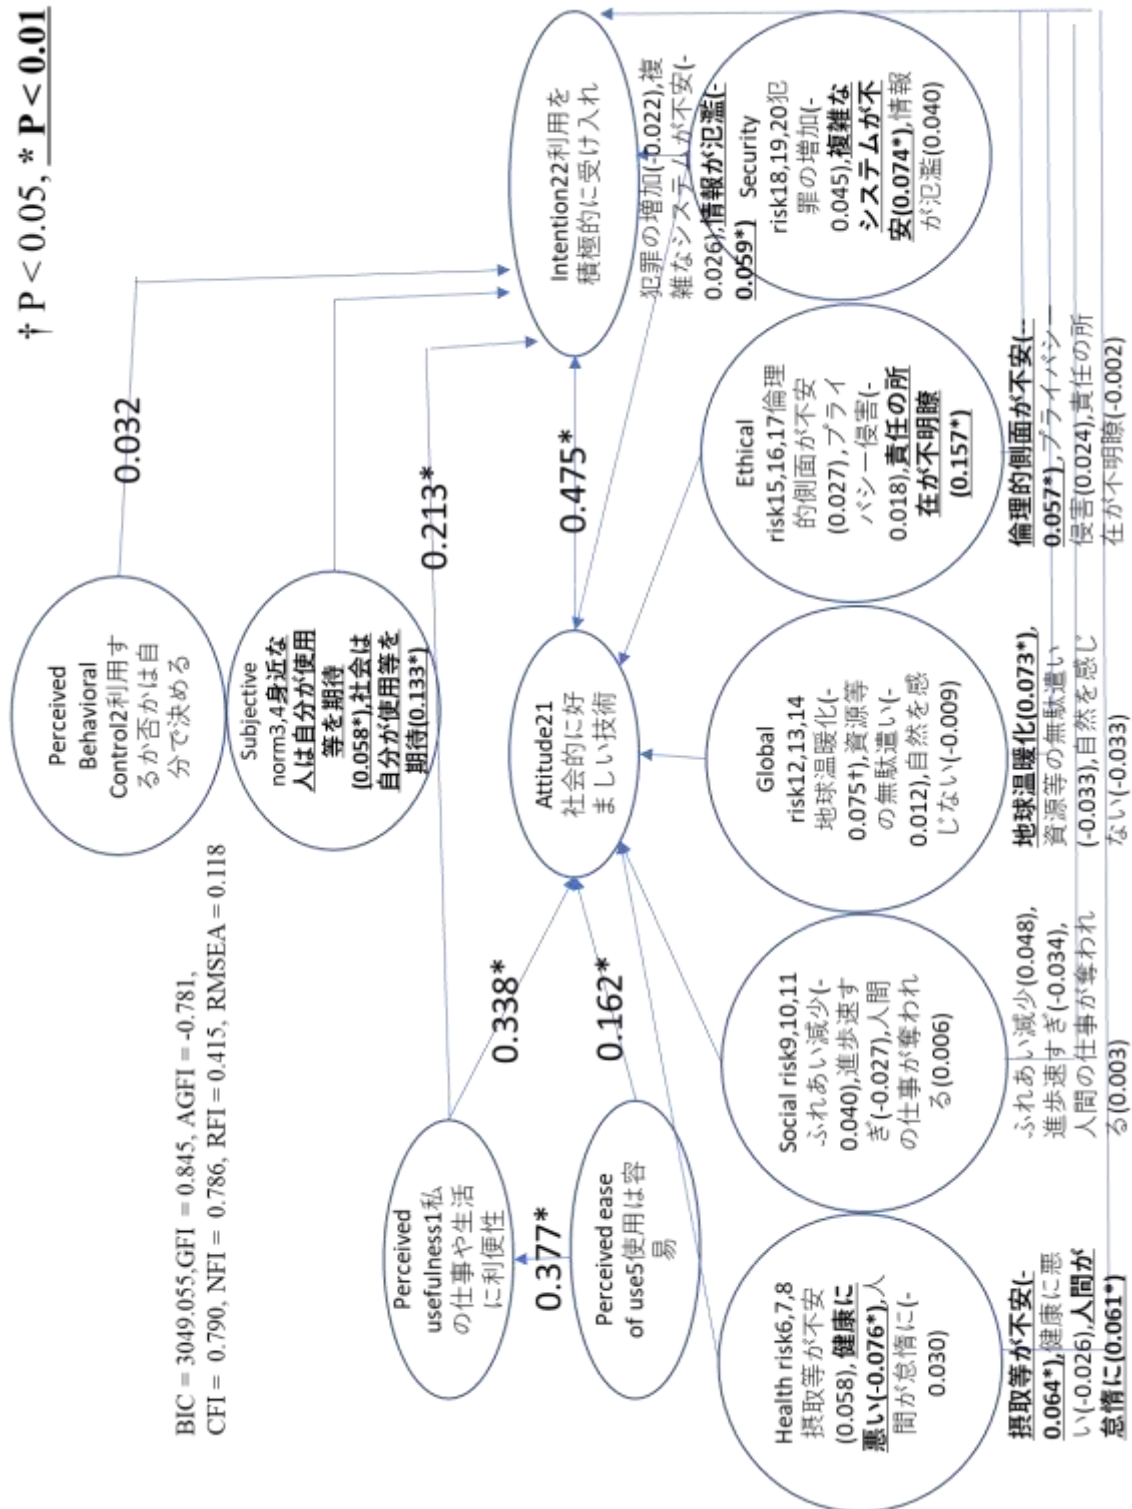 † P < 0.05, * P < 0.01
BIC = 3049.055,GFI = 0.845, AGFI = -0.781,
CFI = 0.790, NFI = 0.786, RFI = 0.415, RMSEA = 0.118
Perceived
Behavioral
Control2利用す
るか否かは自
分で決める
0.032
Subjective
norm3,4身近な
人は自分が使用
等を期待
(0.058*),社会は
自分が使用等を
期待(0.133*)
0.213*
Perceived
usefulness1私
の仕事や生活
に利便性
0.338*
0.377*
Perceived ease
of use5使用は容
易
0.162*
Attitude21
社会的に好
ましい技術
0.475*
Intention22利用を
積極的に受け入れ
犯罪の増加(-0.022),複
雑なシステムが不安(-
0.026),情報が氾濫(-
0.059*)
Health risk6,7,8
摂取等が不安
(0.058),健康に
悪い(-0.076*),人
間が怠惰に(-
0.030)
Social risk9,10,11
ふれあい減少(-
0.040),進歩速す
ぎ(-0.027),人間
の仕事が奪われ
る(0.006)
Global
risk12,13,14
地球温暖化(-
0.075†),資源等
の無駄遣い(-
0.012),自然を感
じない(-0.009)
Ethical
risk15,16,17倫理
的側面が不安
(0.027),プライ
バシー侵害(-
0.018),責任の所
在が不明瞭
(0.157*)
Security
risk18,19,20犯
罪の増加(-
0.045),複雑な
システムが不
安(0.074*),情報
が氾濫(0.040)
摂取等が不安(-
0.064*),健康に悪
い(-0.026),人間が
怠惰に(0.061*)
ふれあい減少(0.048),
進歩速すぎ(-0.034),
人間の仕事が奪われ
る(0.003)
地球温暖化(0.073*),
資源等の無駄遣い
(-0.033),自然を感じ
ない(-0.033)
倫理的側面が不安(--
0.057*),プライバシー
侵害(0.024),責任の所
在が不明瞭(-0.002)